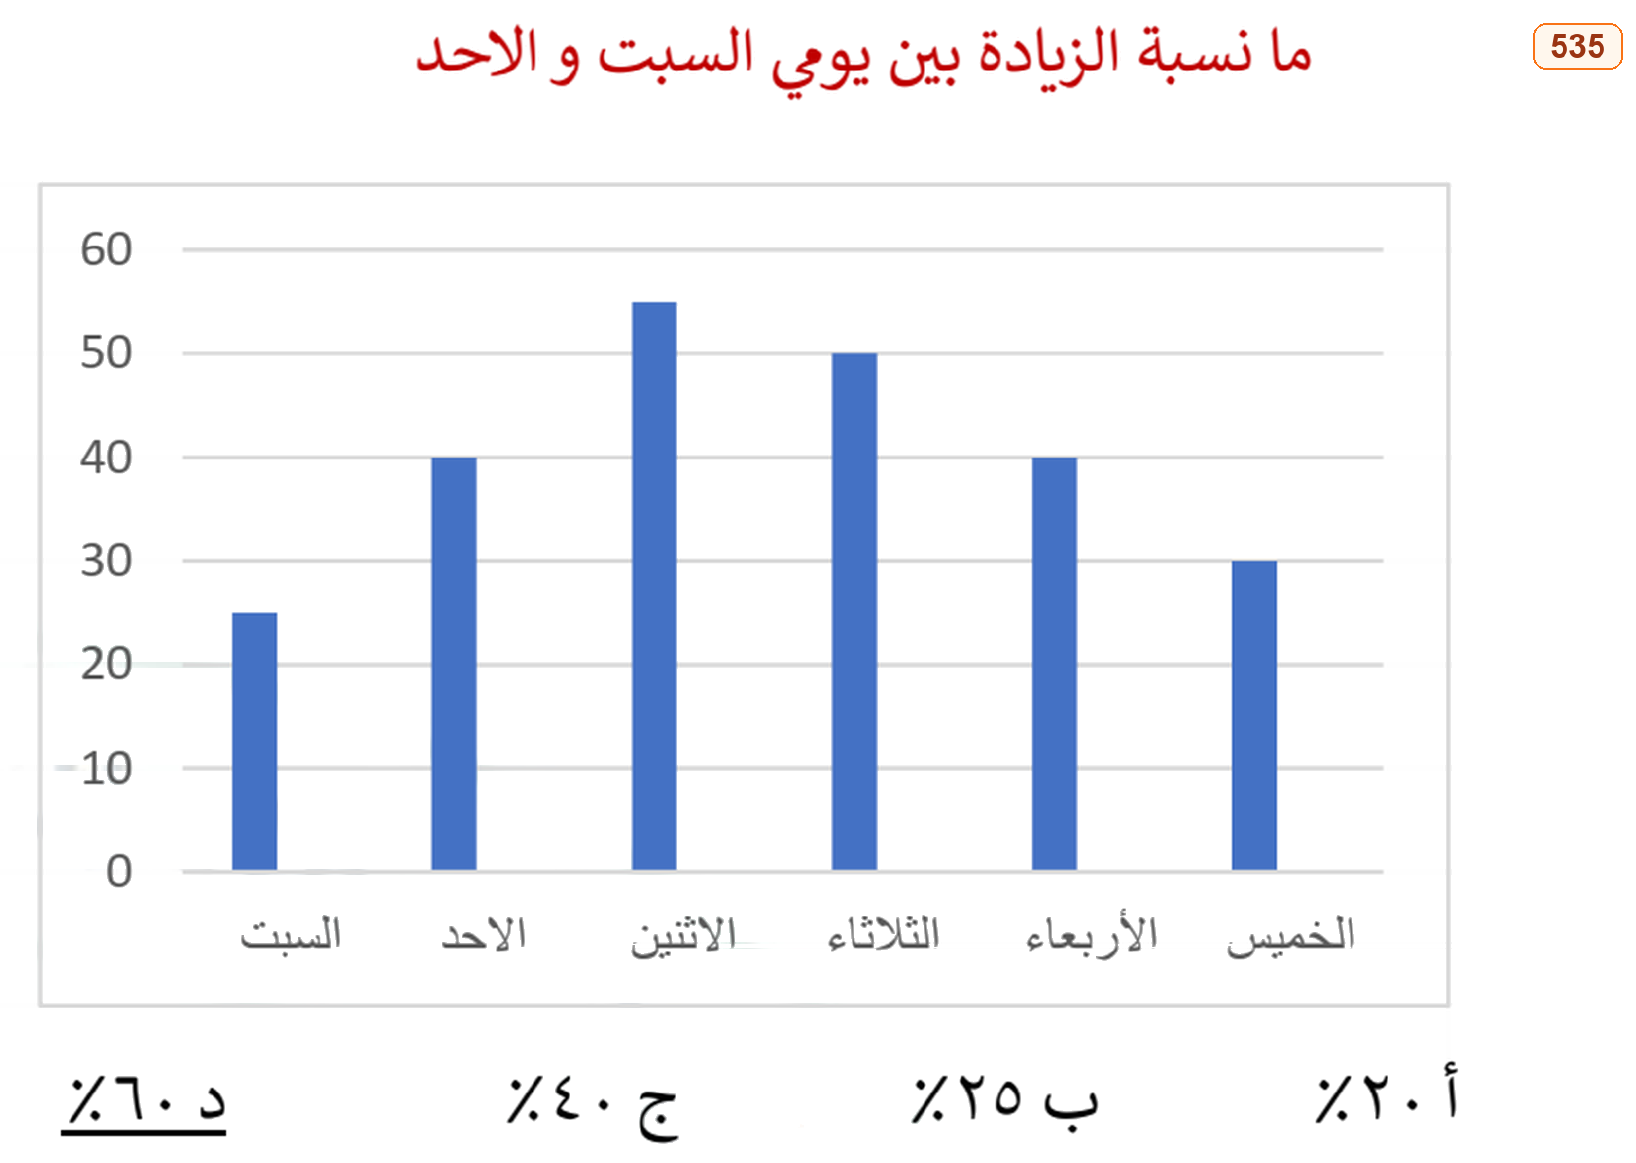 535
ما نسبة الزيادة بين يومي السبت و الاحد
60
50
40
30
20
10
0
السبت الاحد الاثنين الثلاثاء الأربعاء الخميس
أ ٢٠٪ ب ٢٥٪ ج ٤٠٪ د ٦٠٪